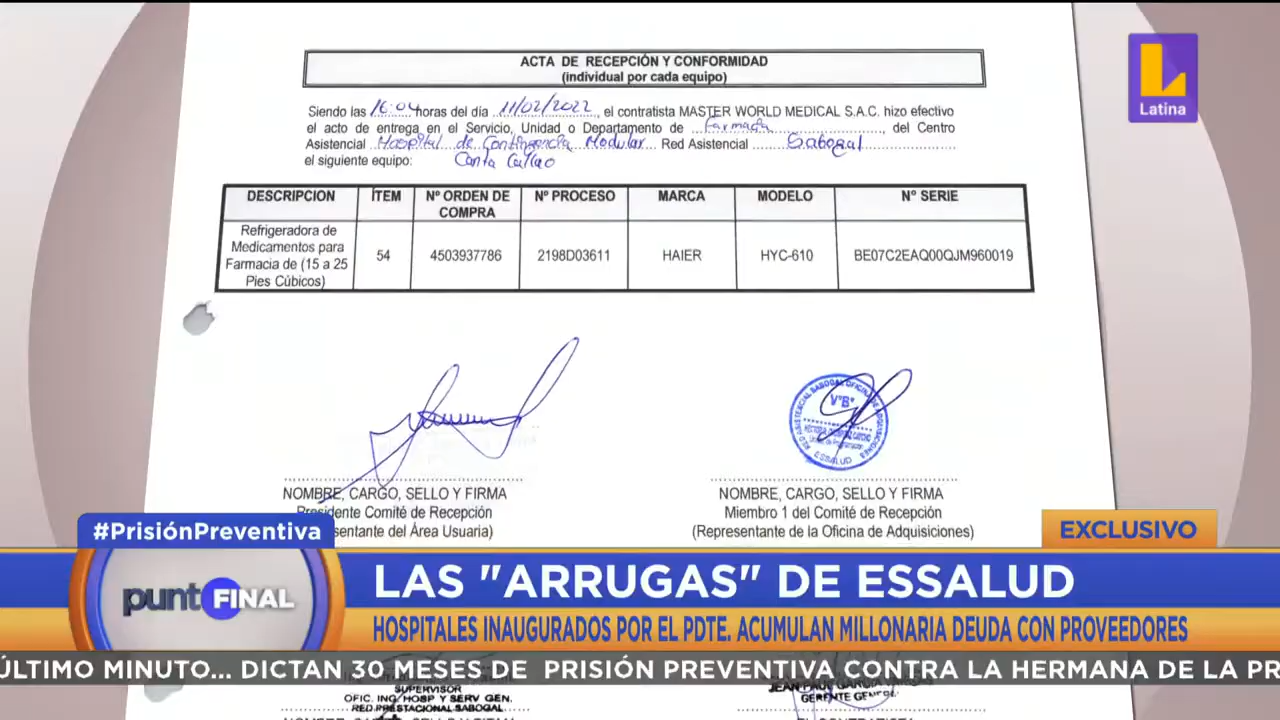 ACTA DE RECEPCIÓN Y CONFORMIDAD
(individual por cada equipo)
Latina
Siendo las 16:04 horas del día 11/02/2022, el contratista MASTER WORLD MEDICAL S.A.C. hizo efectivo
el acto de entrega en el Servicio, Unidad o Departamento de Farmacia, del Centro
Asistencial Hospital de Contingencia Modular Red Asistencial Sabogal
el siguiente equipo: Canta Callao
DESCRIPCION ÍTEM Nº ORDEN DE COMPRA Nº PROCESO MARCA MODELO Nº SERIE
Refrigeradora de
Medicamentos para
Farmacia de (15 a 25
Pies Cúbicos)
54 4503937786 2198D03611 HAIER HYC-610 BE07C2EAQ00QJM960019
V°B°
ESSALUD
NOMBRE, CARGO, SELLO Y FIRMA
Presidente Comité de Recepción
sentante del Área Usuaria)
NOMBRE, CARGO, SELLO Y FIRMA
Miembro 1 del Comité de Recepción
(Representante de la Oficina de Adquisiciones)
#PrisiónPreventiva
EXCLUSIVO
punto FINAL
LAS "ARRUGAS" DE ESSALUD
HOSPITALES INAUGURADOS POR EL PDTE. ACUMULAN MILLONARIA DEUDA CON PROVEEDORES
ÚLTIMO MINUTO... DICTAN 30 MESES DE PRISIÓN PREVENTIVA CONTRA LA HERMANA DE LA PR
SUPERVISOR
OFIC. ING. HOSP Y SERV GEN.
RED PRESTACIONAL SABOGAL
GERENTE GENERAL